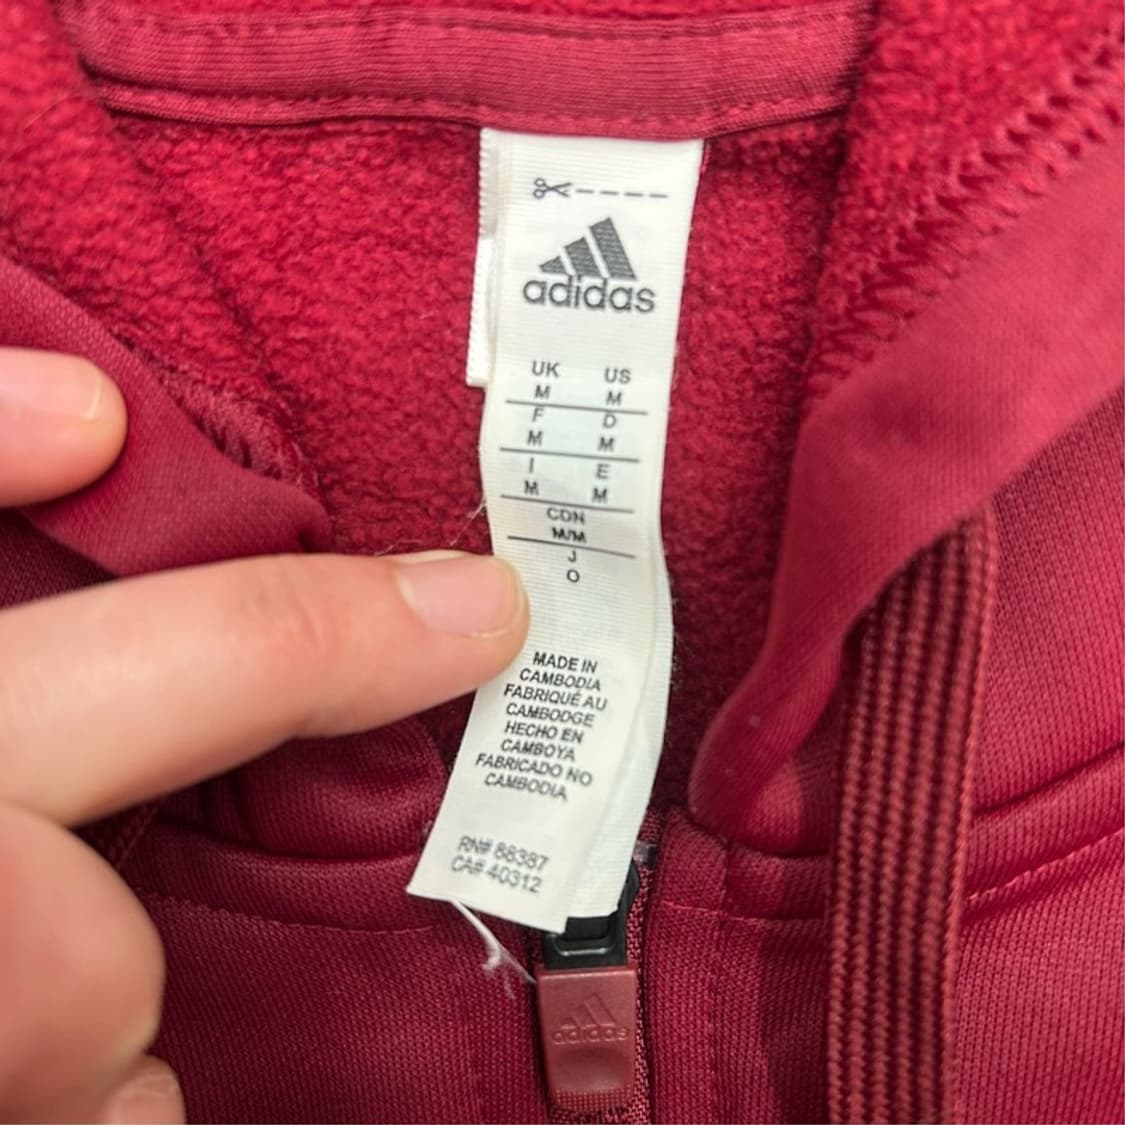 adidas
UK US
M M
F D
M M
I E
M M
CDN
M/M
J
O
MADE IN
CAMBODIA
FABRIQUÉ AU
CAMBODGE
HECHO EN
CAMBOYA
FABRICADO NO
CAMBODIA
RN# 88387
CA# 40312
adidas